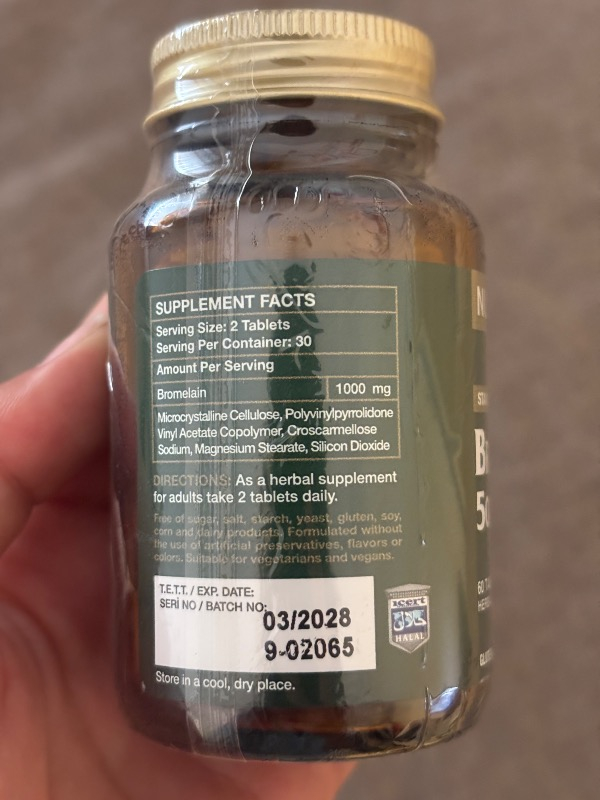 SUPPLEMENT FACTS
Serving Size: 2 Tablets
Serving Per Container: 30
Amount Per Serving
Bromelain 1000 mg
Microcrystalline Cellulose, Polyvinylpyrrolidone
Vinyl Acetate Copolymer, Croscarmellose
Sodium, Magnesium Stearate, Silicon Dioxide
DIRECTIONS: As a herbal supplement
for adults take 2 tablets daily.
Free of sugar, salt, starch, yeast, gluten, soy,
corn and dairy products. Formulated without
the use of artificial preservatives, flavors or
colors. Suitable for vegetarians and vegans.
T.E.T.T. / EXP. DATE:
SERİ NO / BATCH NO:
03/2028
9-02065
HALAL
Store in a cool, dry place.